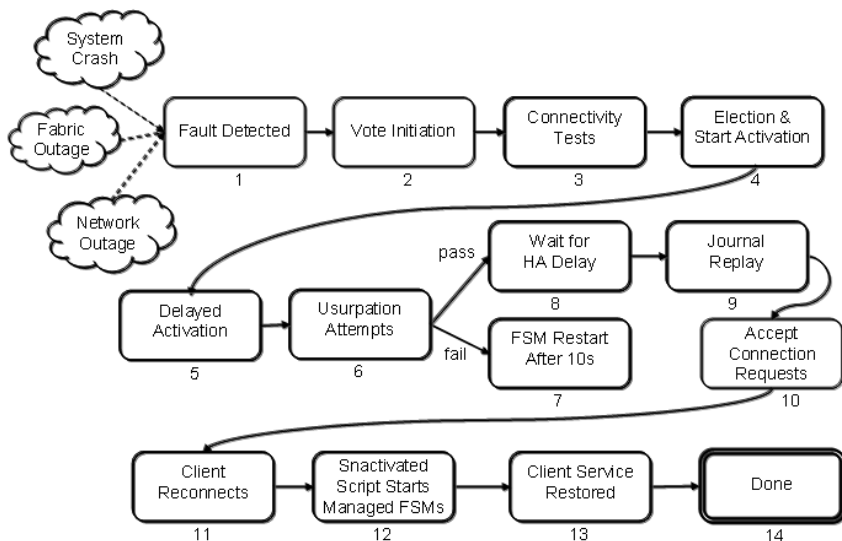 System
Crash
Fabric
Outage
Network
Outage
Fault Detected
1
Vote Initiation
2
Connectivity
Tests
3
Election &
Start Activation
4
Delayed
Activation
5
Usurpation
Attempts
6
pass
fail
Wait for
HA Delay
8
Journal
Replay
9
FSM Restart
After 10s
7
Accept
Connection
Requests
10
Client
Reconnects
11
Snactivated
Script Starts
Managed FSMs
12
Client Service
Restored
13
Done
14